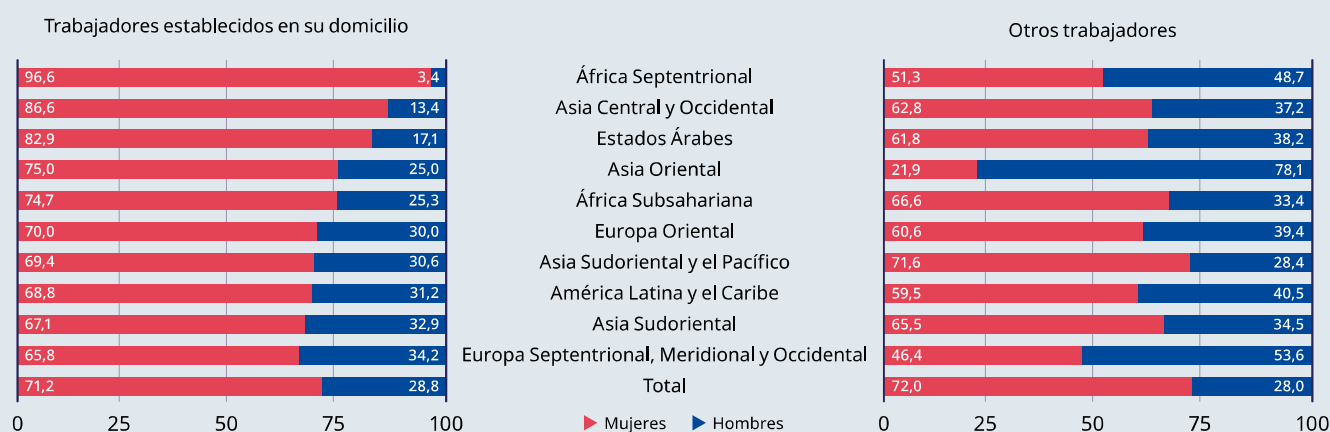 Trabajadores establecidos en su domicilio
Otros trabajadores
96,6 3,4 África Septentrional 51,3 48,7
86,6 13,4 Asia Central y Occidental 62,8 37,2
82,9 17,1 Estados Árabes 61,8 38,2
75,0 25,0 Asia Oriental 21,9 78,1
74,7 25,3 África Subsahariana 66,6 33,4
70,0 30,0 Europa Oriental 60,6 39,4
69,4 30,6 Asia Sudoriental y el Pacífico 71,6 28,4
68,8 31,2 América Latina y el Caribe 59,5 40,5
67,1 32,9 Asia Sudoriental 65,5 34,5
65,8 34,2 Europa Septentrional, Meridional y Occidental 46,4 53,6
71,2 28,8 Total 72,0 28,0
0 25 50 75 100 Mujeres Hombres 0 25 50 75 100